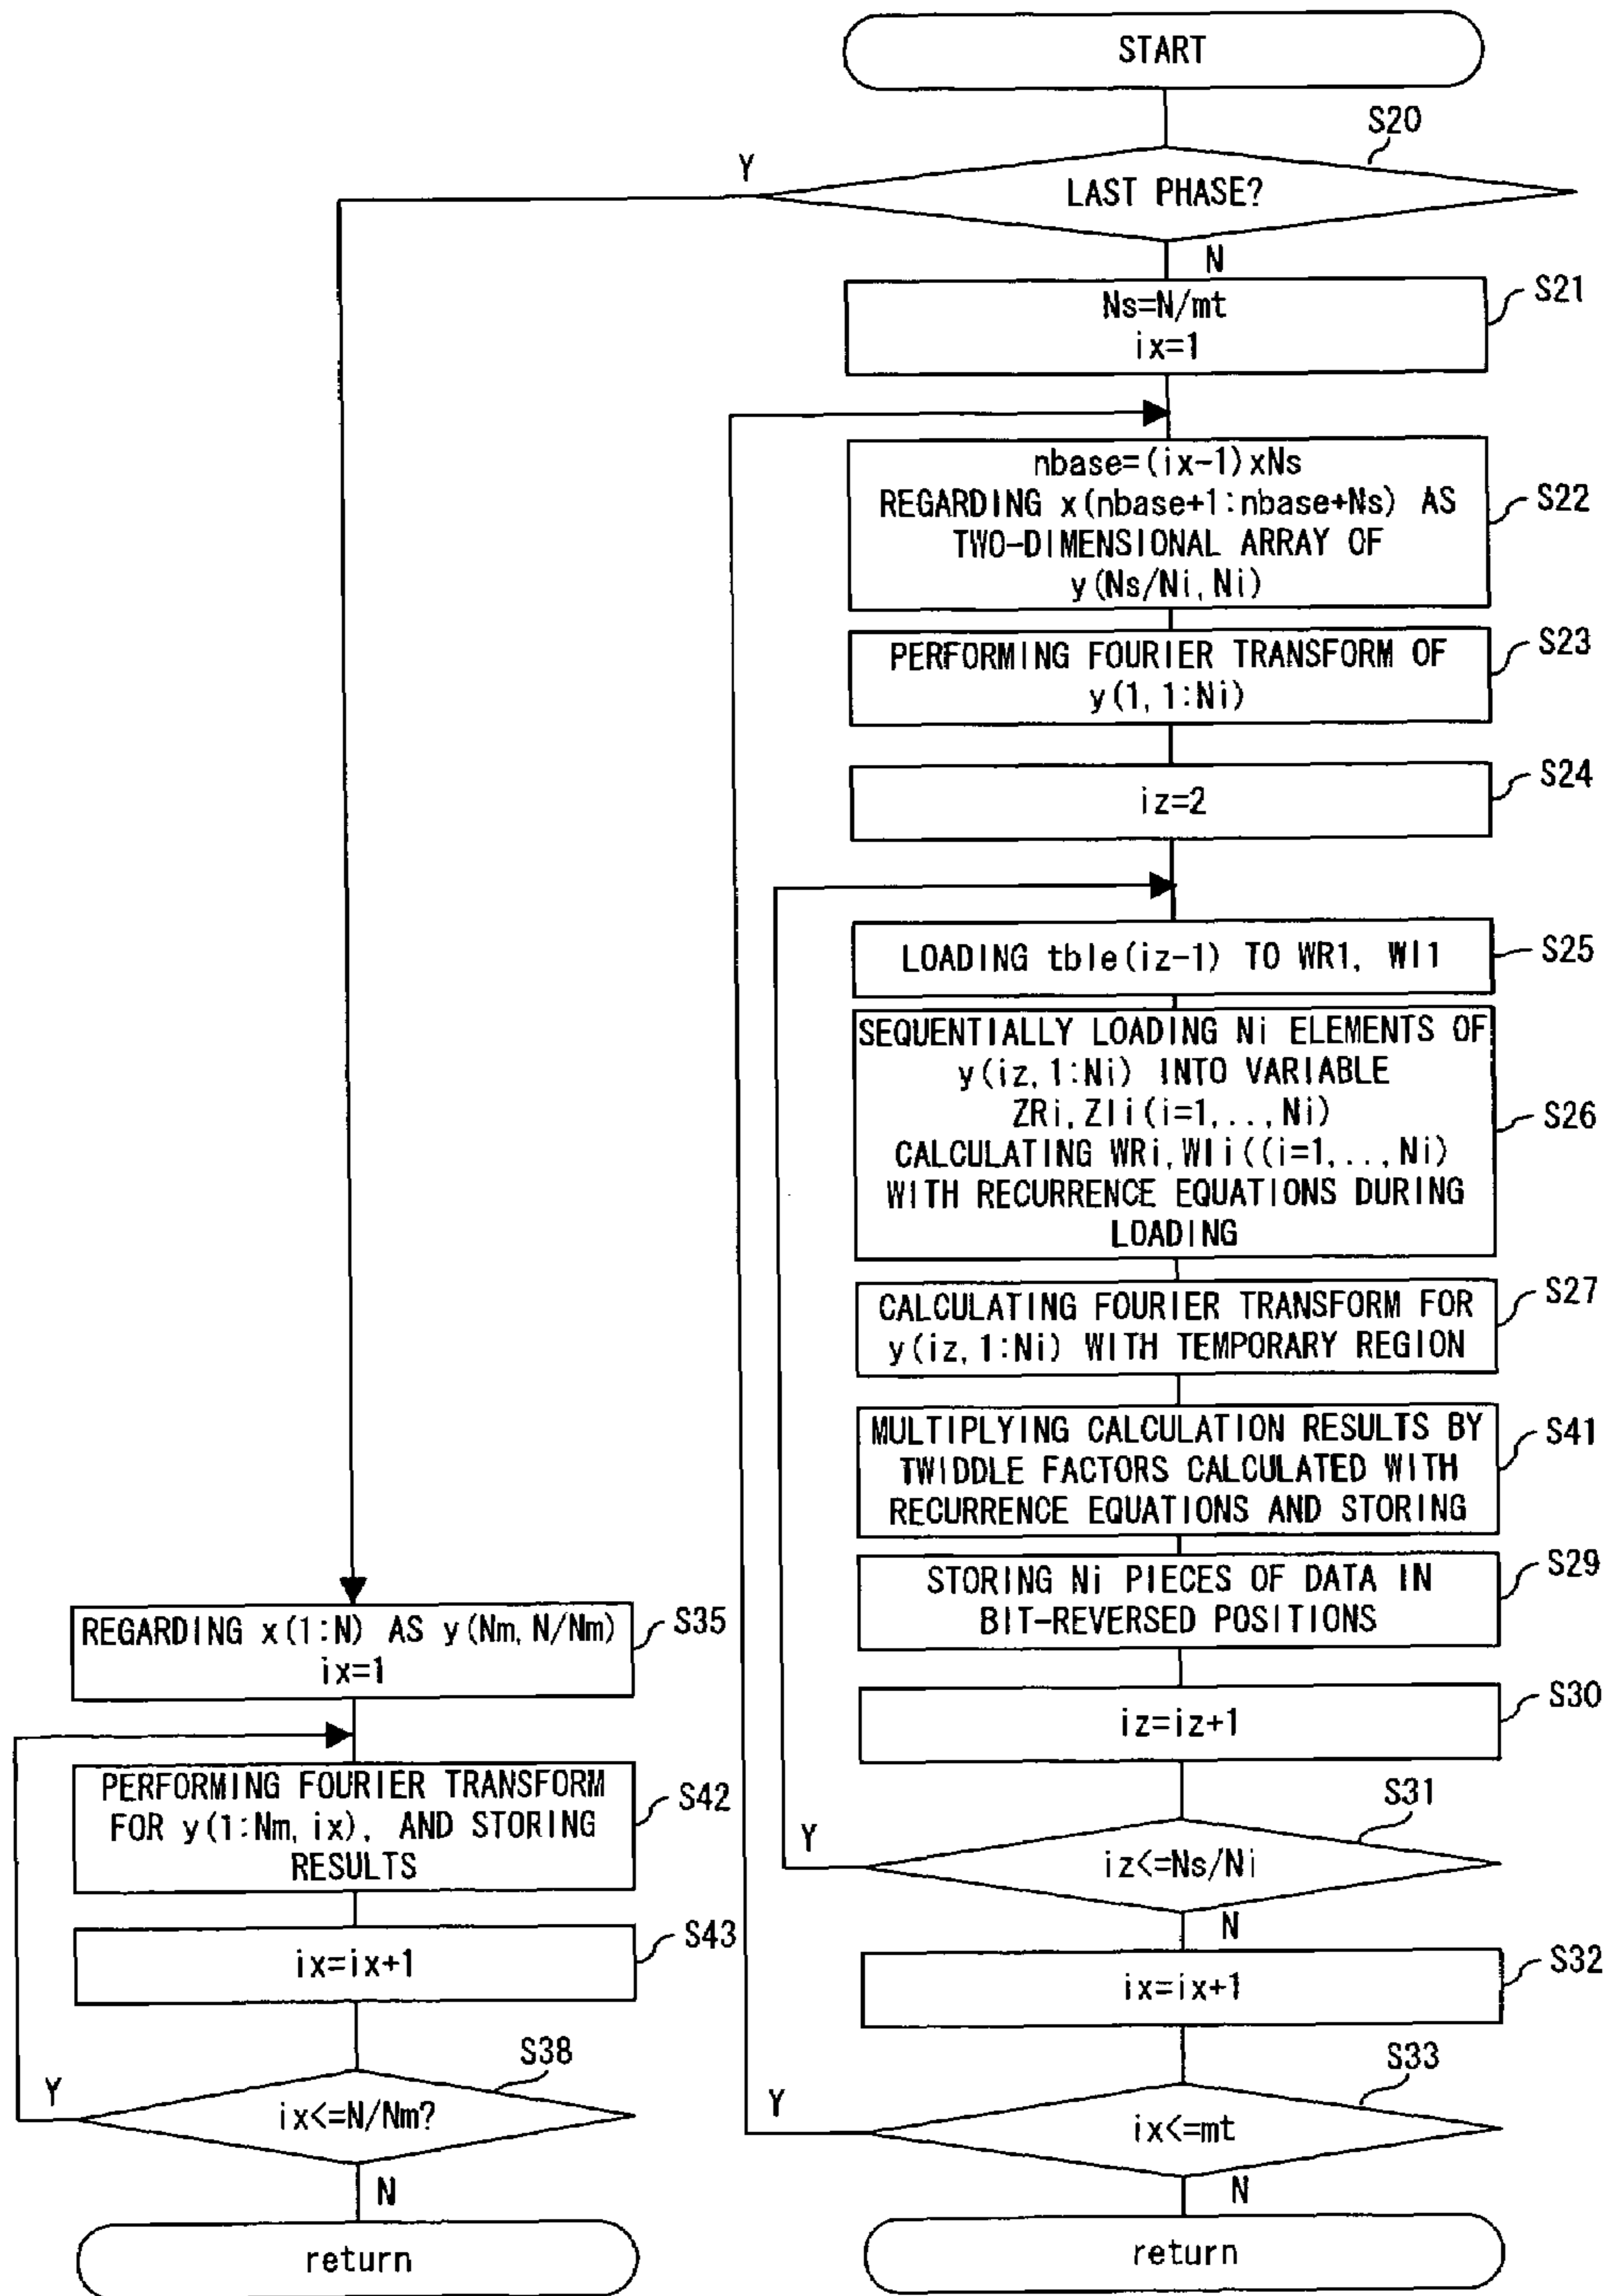 START
S20
Y
LAST PHASE?
N
Ns=N/mt
ix=1
S21
nbase=(ix-1)xNs
REGARDING x(nbase+1:nbase+Ns) AS
TWO-DIMENSIONAL ARRAY OF
y(Ns/Ni,Ni)
S22
PERFORMING FOURIER TRANSFORM OF
y(1,1:Ni)
S23
iz=2
S24
LOADING tble(iz-1) TO WR1, WI1
S25
SEQUENTIALLY LOADING Ni ELEMENTS OF
y(iz,1:Ni) INTO VARIABLE
ZRi,ZIi(i=1,..,Ni)
CALCULATING WRi,WIi((i=1,..,Ni)
WITH RECURRENCE EQUATIONS DURING
LOADING
S26
CALCULATING FOURIER TRANSFORM FOR
y(iz,1:Ni) WITH TEMPORARY REGION
S27
MULTIPLYING CALCULATION RESULTS BY
TWIDDLE FACTORS CALCULATED WITH
RECURRENCE EQUATIONS AND STORING
S41
STORING Ni PIECES OF DATA IN
BIT-REVERSED POSITIONS
S29
iz=iz+1
S30
S31
Y
iz<=Ns/Ni
N
ix=ix+1
S32
S33
Y
ix<=mt
N
return
REGARDING x(1:N) AS y(Nm,N/Nm)
ix=1
S35
PERFORMING FOURIER TRANSFORM
FOR y(1:Nm,ix), AND STORING
RESULTS
S42
ix=ix+1
S43
S38
Y
ix<=N/Nm?
N
return